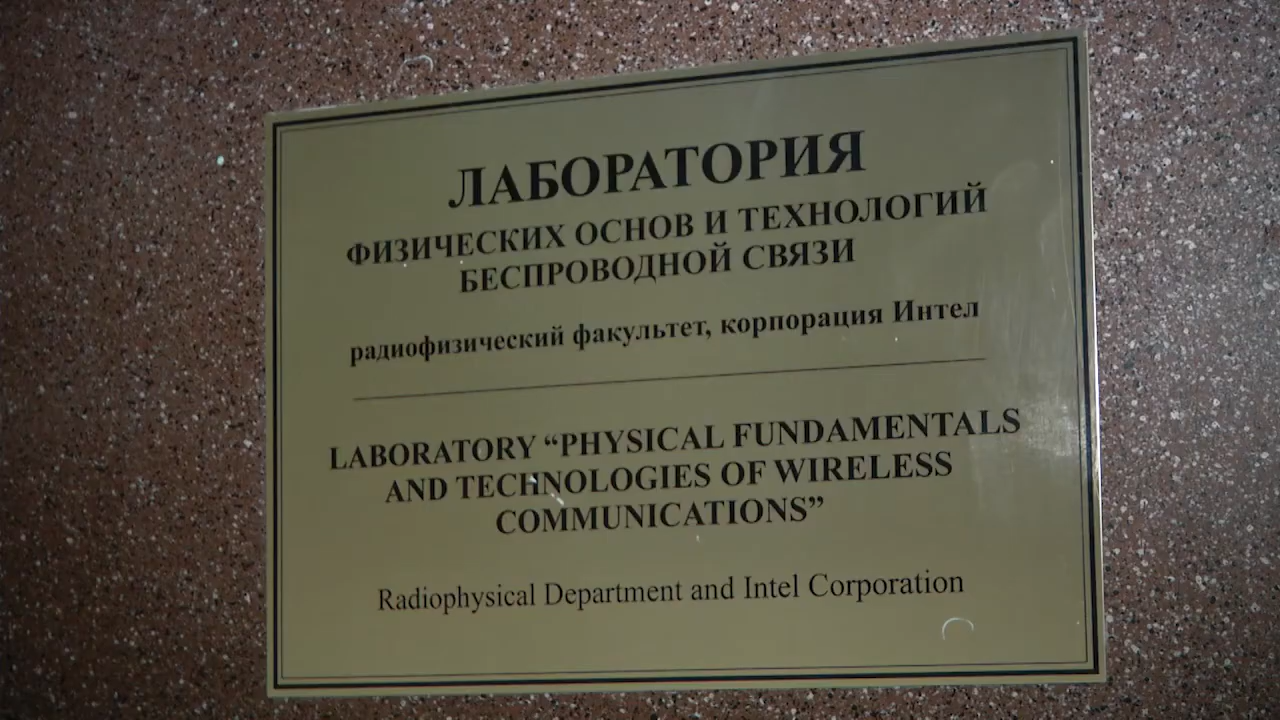 ЛАБОРАТОРИЯ
ФИЗИЧЕСКИХ ОСНОВ И ТЕХНОЛОГИЙ
БЕСПРОВОДНОЙ СВЯЗИ
радиофизический факультет, корпорация Интел
LABORATORY “PHYSICAL FUNDAMENTALS
AND TECHNOLOGIES OF WIRELESS
COMMUNICATIONS”
Radiophysical Department and Intel Corporation